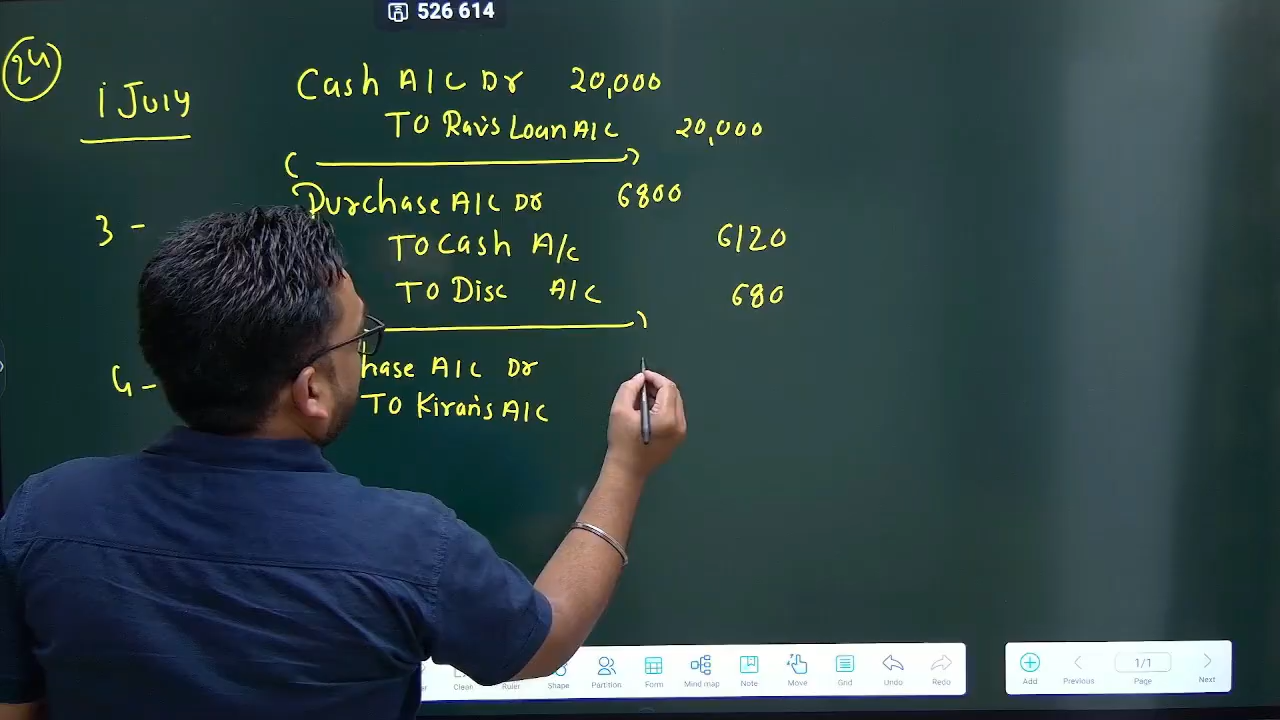 526 614
24
1 July Cash A/C Dr 20,000
TO Ravi's Loan A/C 20,000
3 - Purchase A/C Dr 6800
TO Cash A/c 6120
TO Disc A/C 680
4 - hase A/C Dr
TO Kiran's A/C
Clean Ruler Shape Partition Form Mind map Note Move Grid Undo Redo
Add Previous 1/1 Page Next